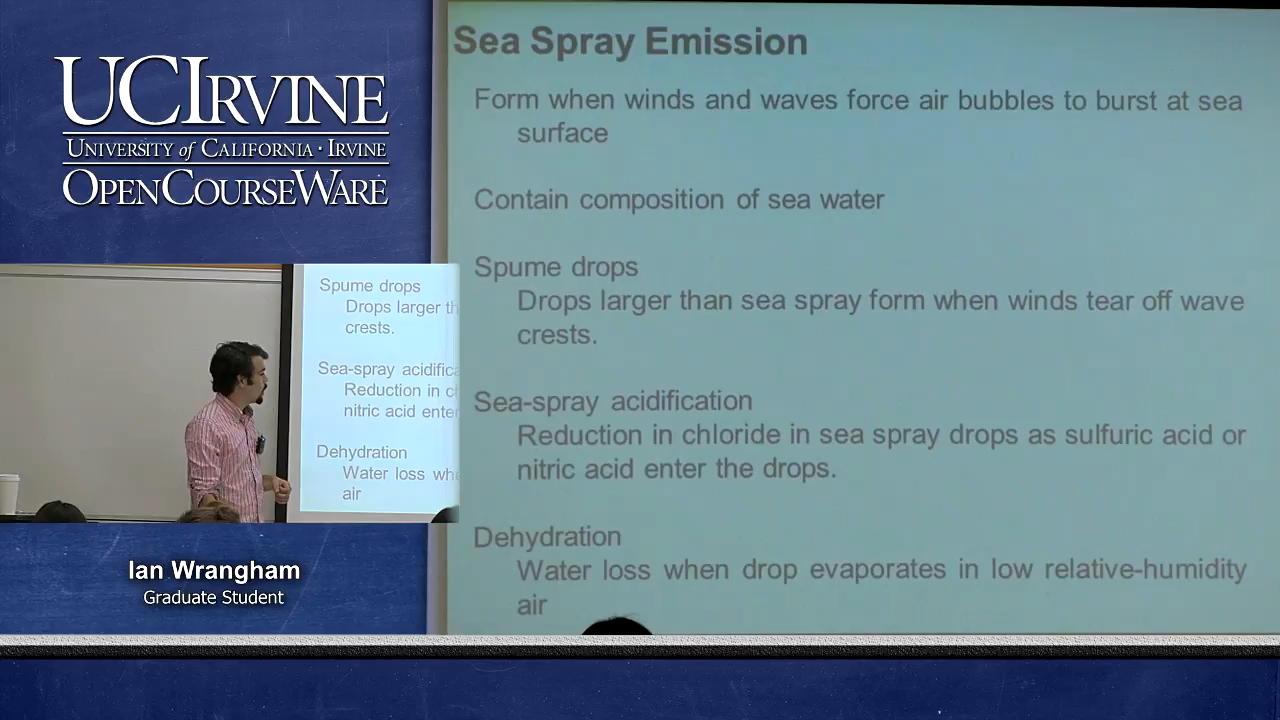 UCIRVINE
UNIVERSITY of CALIFORNIA · IRVINE
OPENCOURSEWARE
Sea Spray Emission
Form when winds and waves force air bubbles to burst at sea
surface
Contain composition of sea water
Spume drops
Drops larger than sea spray form when winds tear off wave
crests.
Sea-spray acidification
Reduction in chloride in sea spray drops as sulfuric acid or
nitric acid enter the drops.
Dehydration
Water loss when drop evaporates in low relative-humidity
air
Spume drops
Drops larger th
crests.
Sea-spray acidifica
Reduction in c
nitric acid enter
Dehydration
Water loss whe
air
Ian Wrangham
Graduate Student